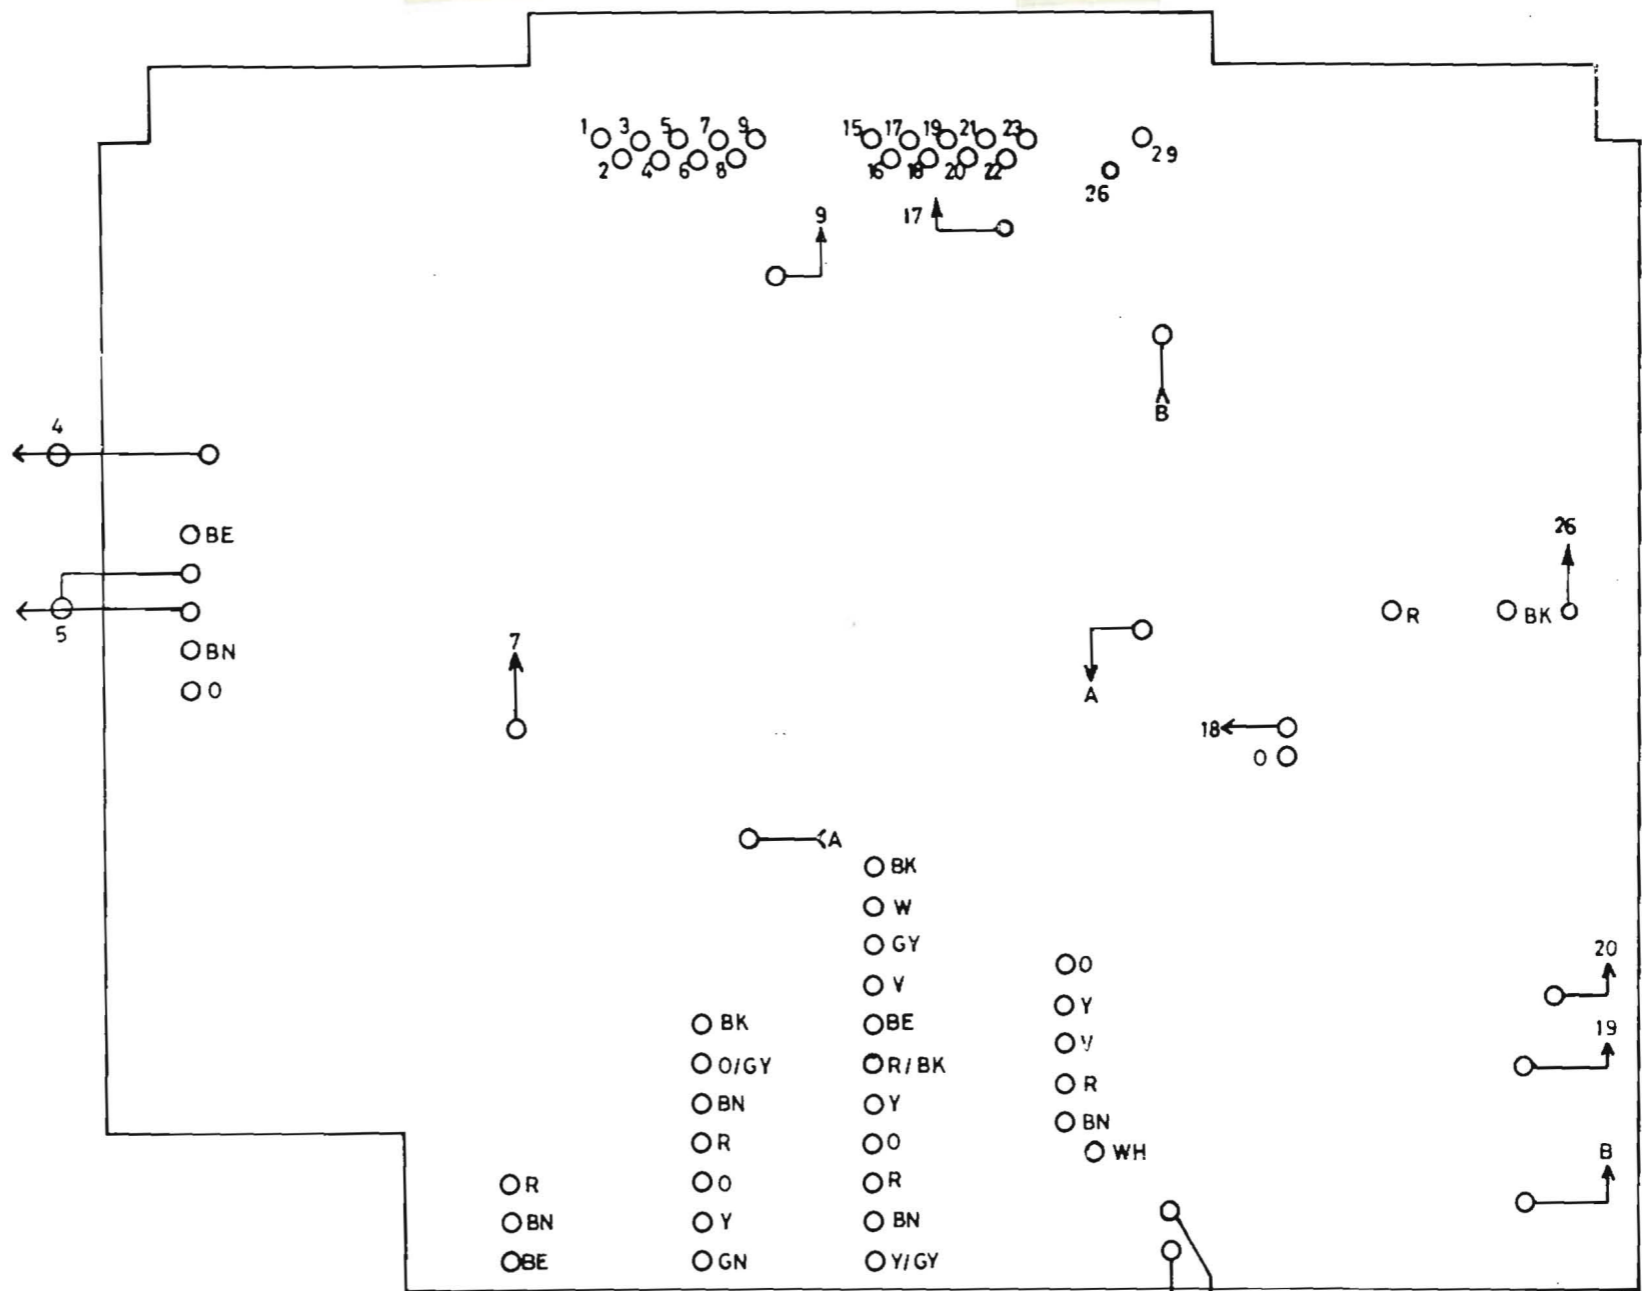 1 3 5 7 9 15 17 19 21 23
2 4 6 8 16 18 20 22 29
26
9 17
B
4
BE
26
5
R BK
BN
7
O
A
18
O
A
BK
W
GY
O
20
V
Y
BK BE
V
19
O/GY R/BK
R
BN Y
BN
R O
WH
B
R O R
BN Y BN
BE GN Y/GY